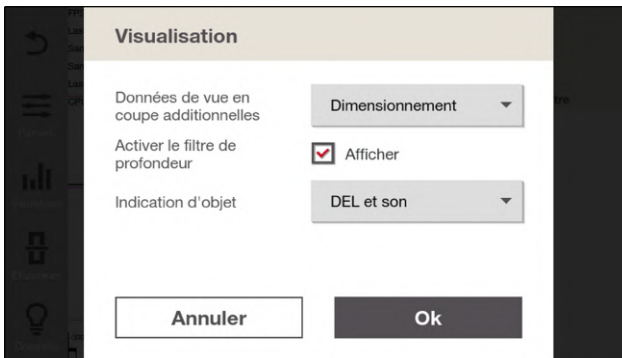 Visualisation
Données de vue en
coupe additionnelles
Dimensionnement
Activer le filtre de
profondeur
Afficher
Indication d'objet
DEL et son
Annuler
Ok